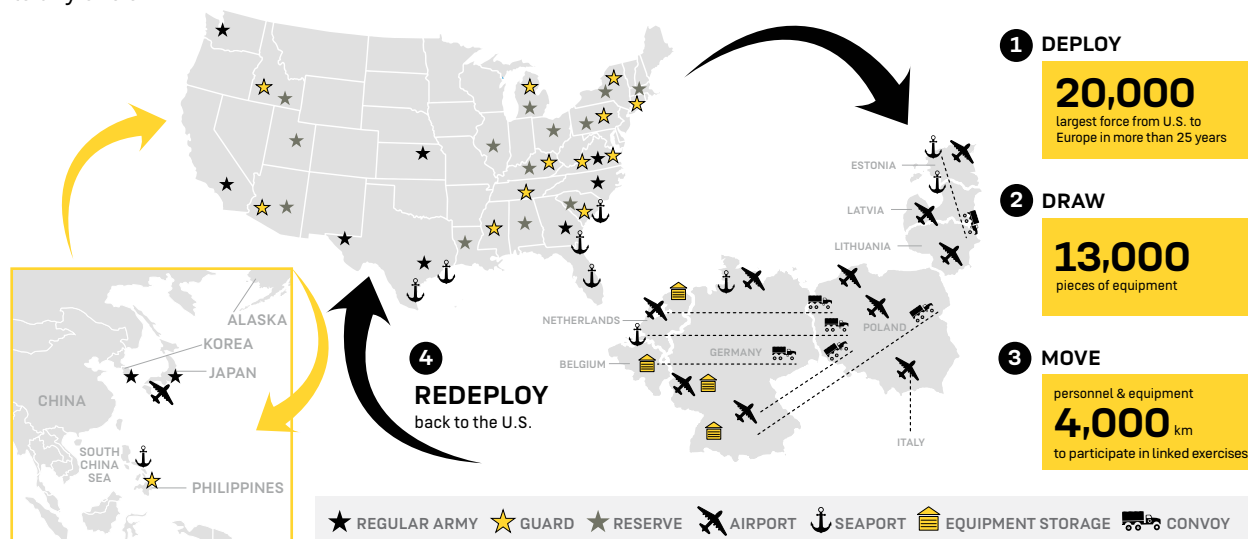 1 DEPLOY
20,000
largest force from U.S. to
Europe in more than 25 years
2 DRAW
13,000
pieces of equipment
3 MOVE
personnel & equipment
4,000 km
to participate in linked exercises
4
REDEPLOY
back to the U.S.
ESTONIA
LATVIA
LITHUANIA
NETHERLANDS
BELGIUM
GERMANY
POLAND
ITALY
ALASKA
KOREA
JAPAN
CHINA
SOUTH
CHINA
SEA
PHILIPPINES
REGULAR ARMY GUARD RESERVE AIRPORT SEAPORT EQUIPMENT STORAGE CONVOY